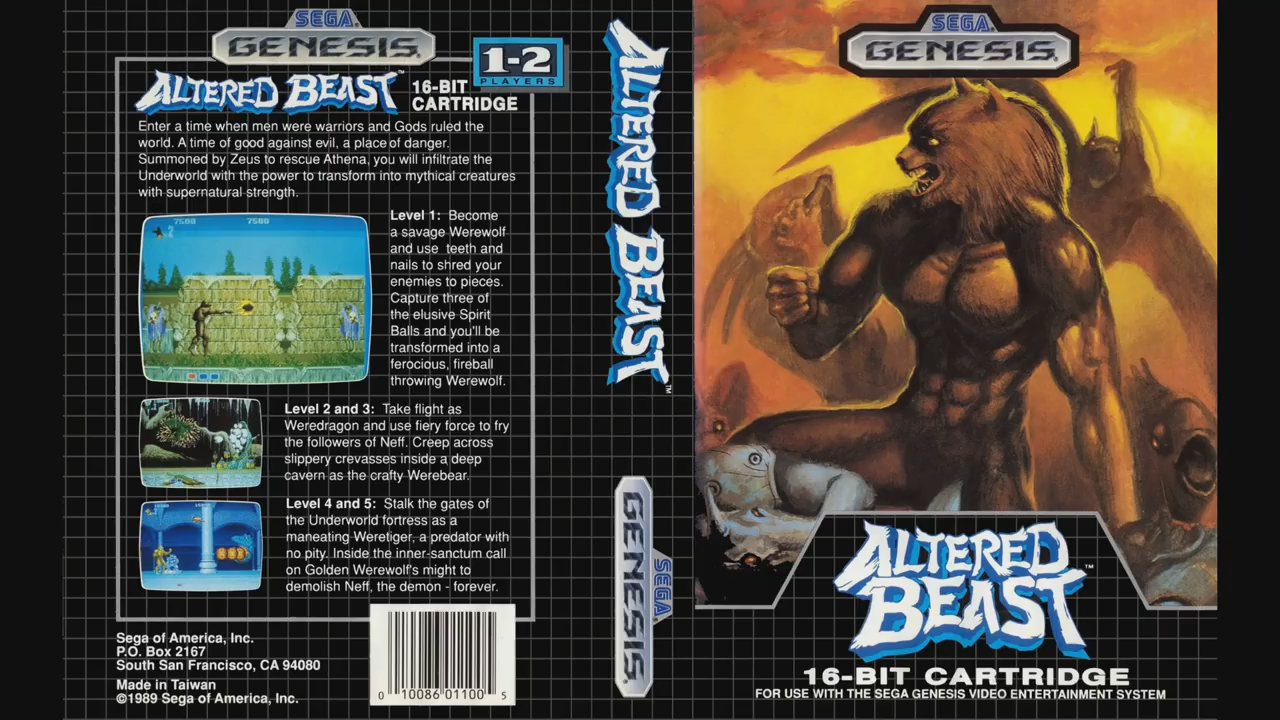 SEGA
GENESIS
1-2
PLAYERS
ALTERED BEAST™
16-BIT
CARTRIDGE
Enter a time when men were warriors and Gods ruled the
world. A time of good against evil, a place of danger.
Summoned by Zeus to rescue Athena, you will infiltrate the
Underworld with the power to transform into mythical creatures
with supernatural strength.
7580 7580
2
Level 1: Become
a savage Werewolf
and use teeth and
nails to shred your
enemies to pieces.
Capture three of
the elusive Spirit
Balls and you'll be
transformed into a
ferocious, fireball
throwing Werewolf.
Level 2 and 3: Take flight as
Weredragon and use fiery force to fry
the followers of Neff. Creep across
slippery crevasses inside a deep
cavern as the crafty Werebear.
Level 4 and 5: Stalk the gates of
the Underworld fortress as a
maneating Weretiger, a predator with
no pity. Inside the inner-sanctum call
on Golden Werewolf's might to
demolish Neff, the demon - forever.
Sega of America, Inc.
P.O. Box 2167
South San Francisco, CA 94080
Made in Taiwan
©1989 Sega of America, Inc.
0 10086 01100 5
ALTERED BEAST™
SEGA
GENESIS
SEGA
GENESIS
ALTERED
BEAST™
16-BIT CARTRIDGE
FOR USE WITH THE SEGA GENESIS VIDEO ENTERTAINMENT SYSTEM